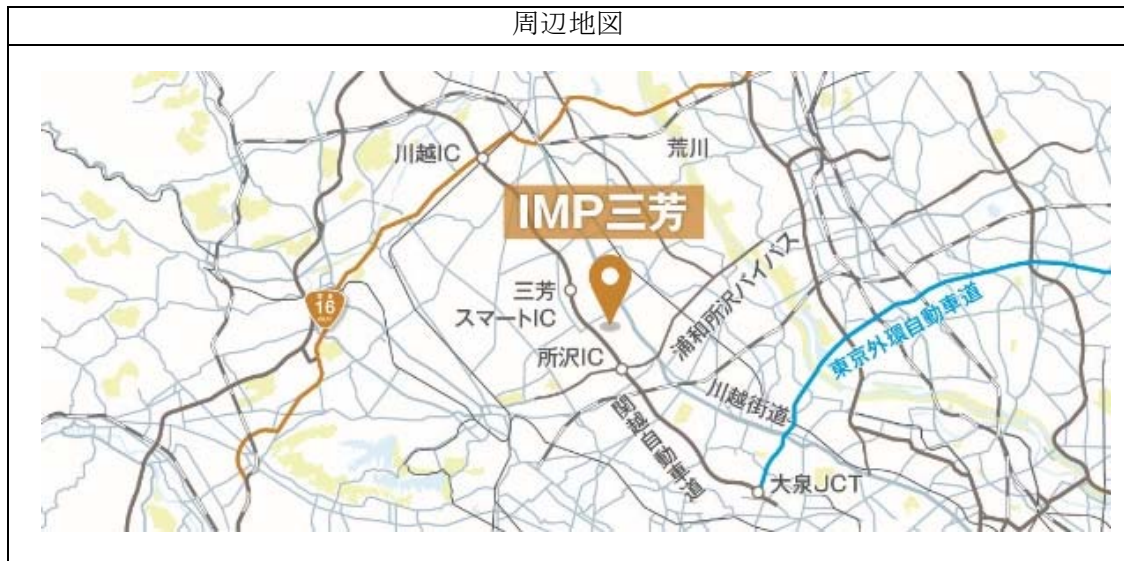 周辺地図
川越IC
荒川
IMP三芳
三芳
スマートIC
16
所沢IC
浦和所沢バイパス
東京外環自動車道
川越街道
関越自動車道
大泉JCT